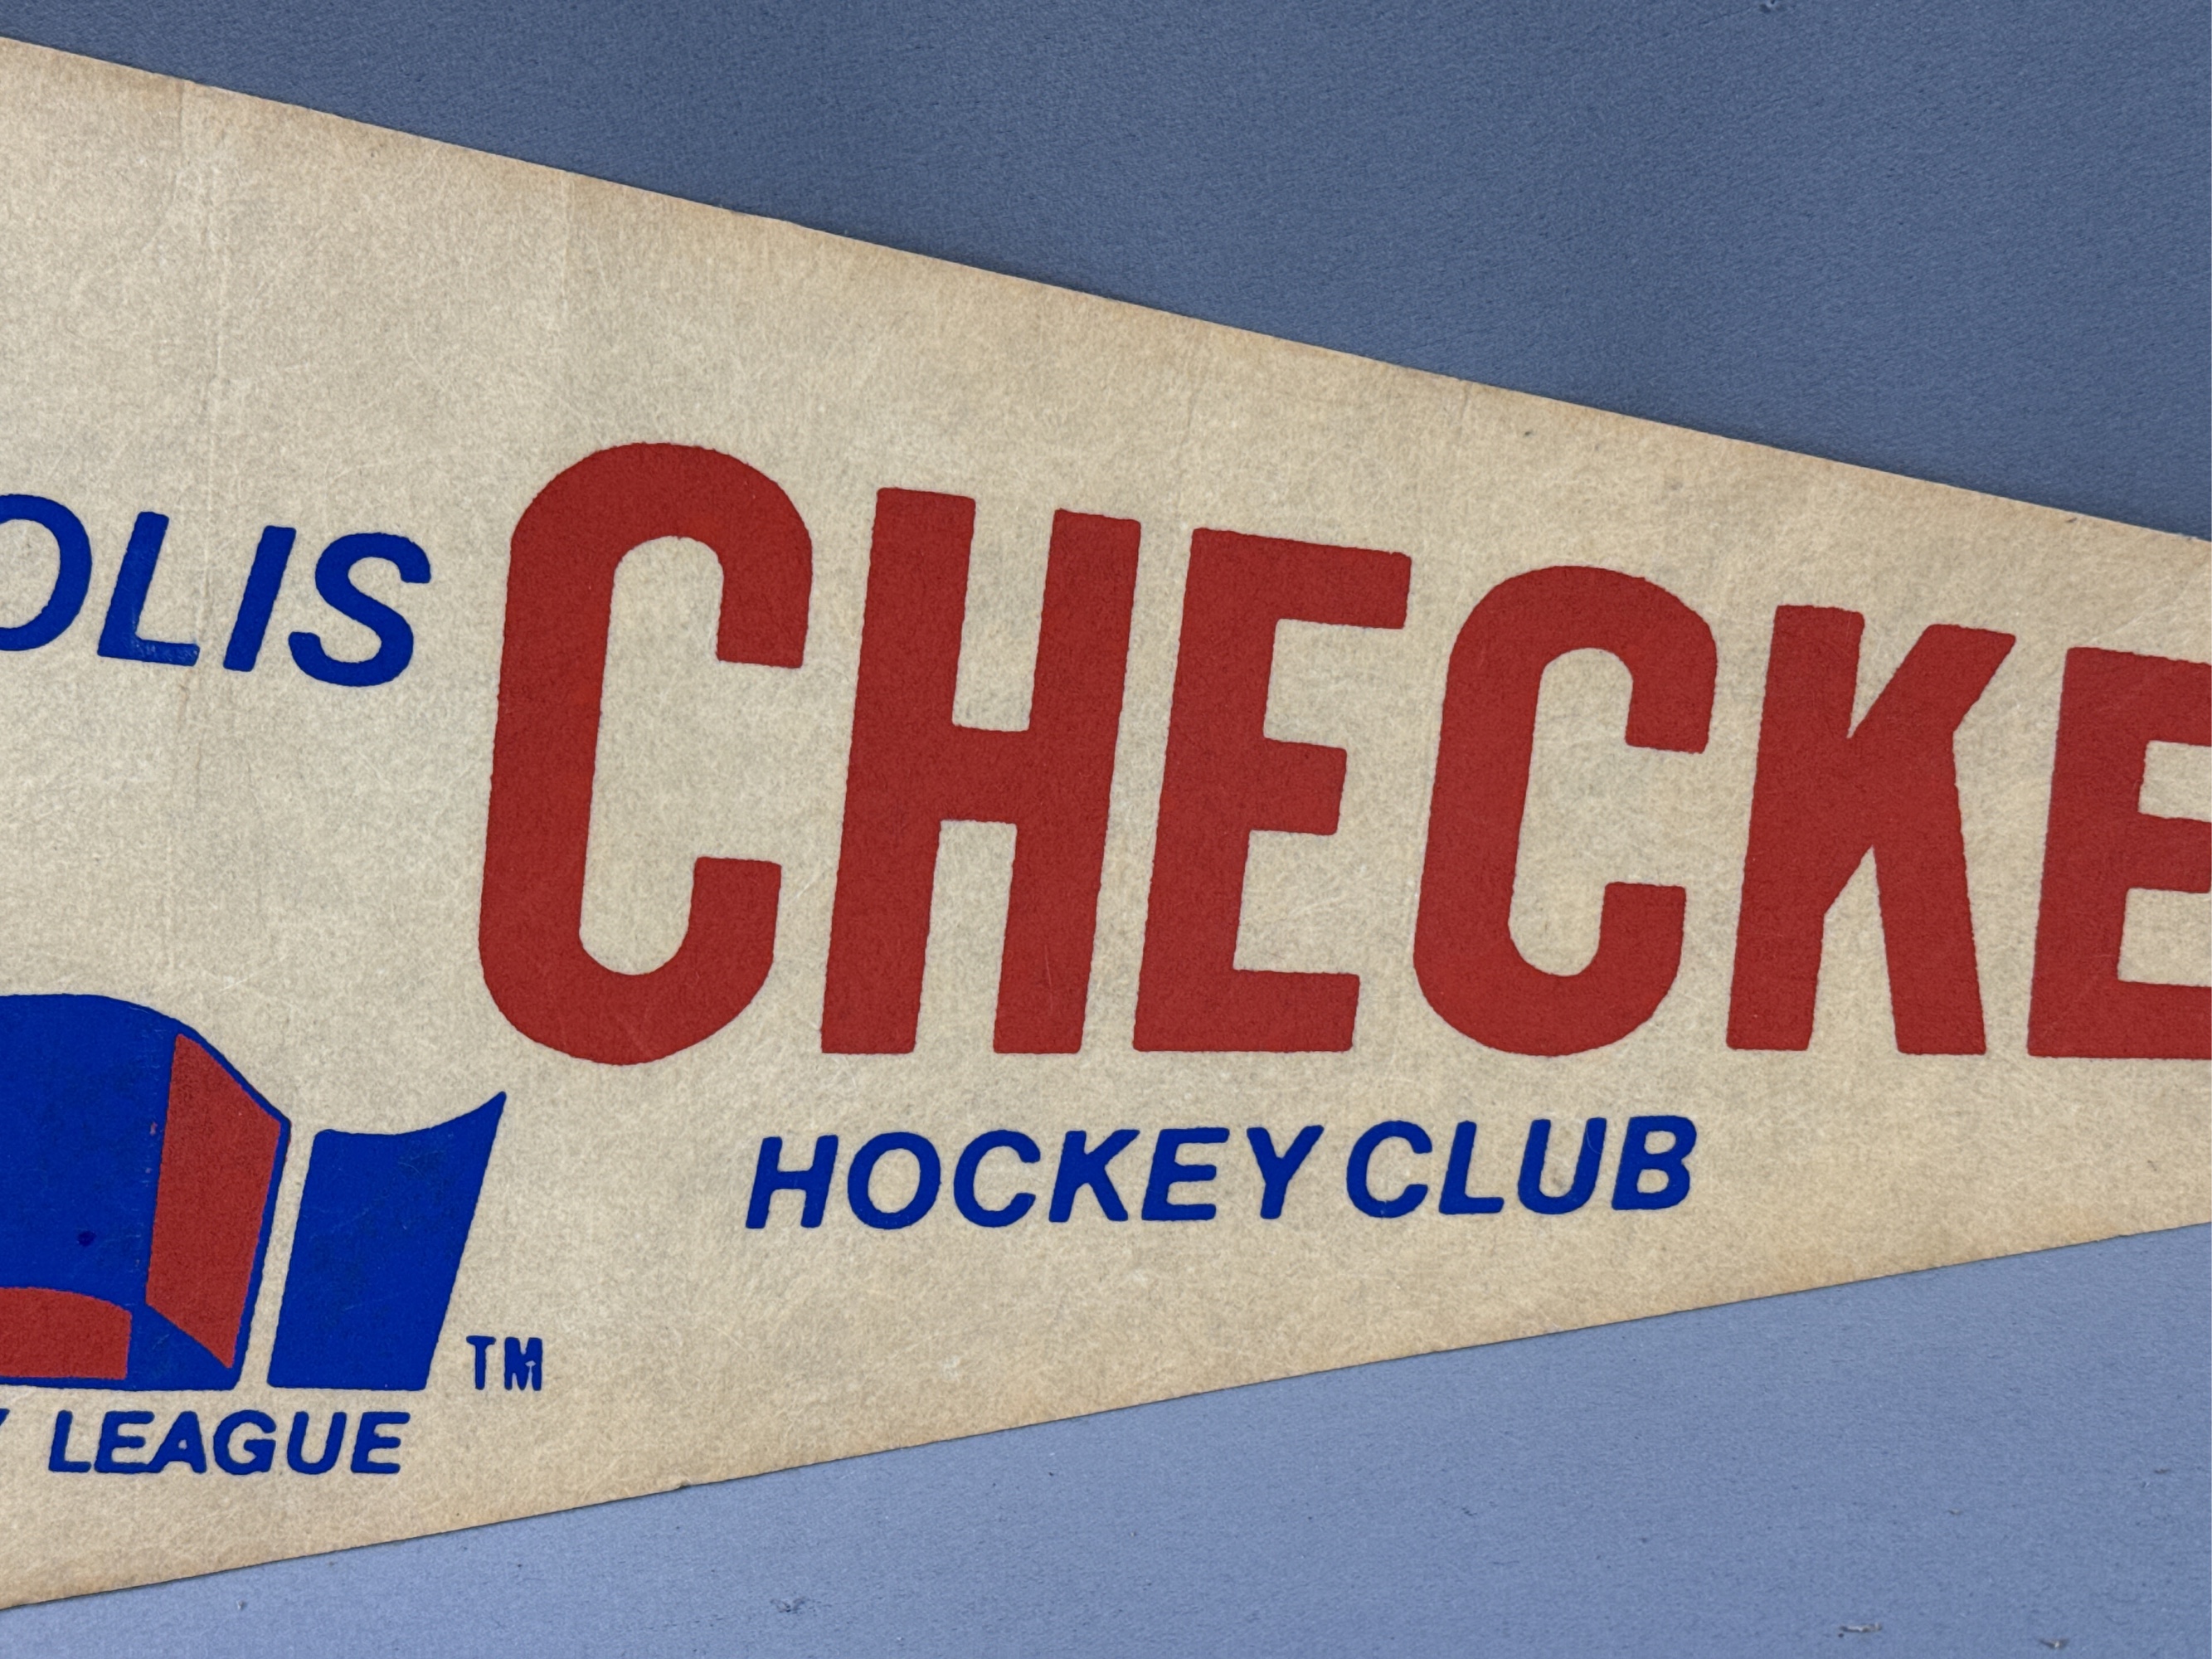 OLIS CHECKE
HOCKEY CLUB
TM
LEAGUE